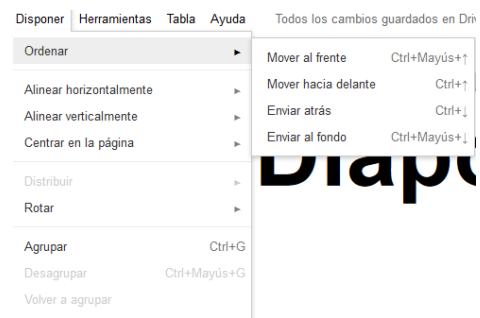 Disponer Herramientas Tabla Ayuda Todos los cambios guardados en Dri
Ordenar ►
Mover al frente Ctrl+Mayús+↑
Mover hacia delante Ctrl+↑
Enviar atrás Ctrl+↓
Enviar al fondo Ctrl+Mayús+↓
Alinear horizontalmente ►
Alinear verticalmente ►
Centrar en la página ►
Distribuir ►
Rotar ►
Agrupar Ctrl+G
Desagrupar Ctrl+Mayús+G
Volver a agrupar
Diapo